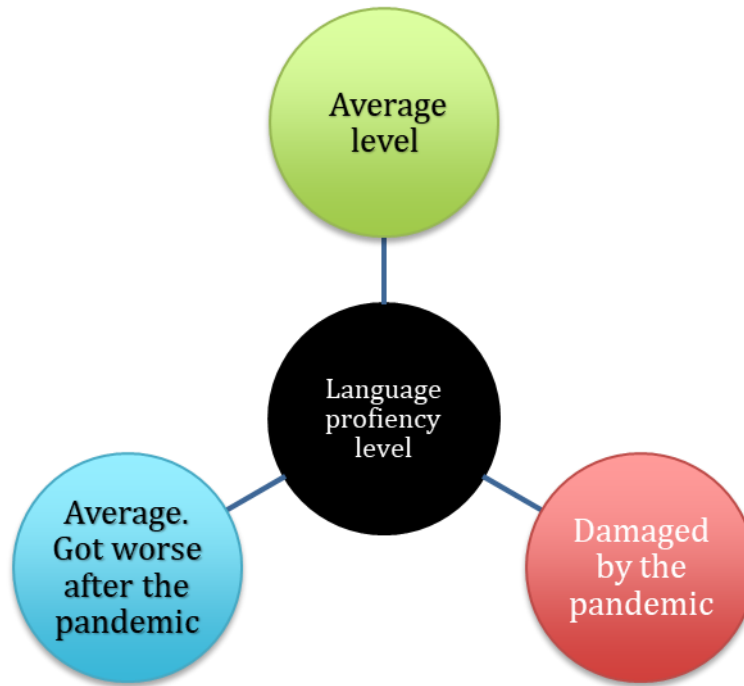 Average
level
Language
profiency
level
Average.
Got worse
after the
pandemic
Damaged
by the
pandemic